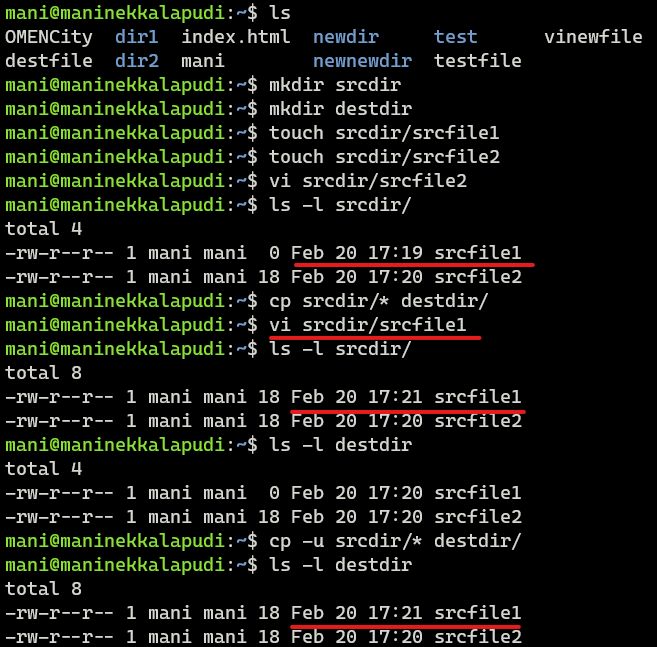 mani@maninekkalapudi:~$ ls
OMENCity  dir1  index.html  newdir     test      vinewfile
destfile  dir2  mani        newnewdir  testfile
mani@maninekkalapudi:~$ mkdir srcdir
mani@maninekkalapudi:~$ mkdir destdir
mani@maninekkalapudi:~$ touch srcdir/srcfile1
mani@maninekkalapudi:~$ touch srcdir/srcfile2
mani@maninekkalapudi:~$ vi srcdir/srcfile2
mani@maninekkalapudi:~$ ls -l srcdir/
total 4
-rw-r--r-- 1 mani mani  0 Feb 20 17:19 srcfile1
-rw-r--r-- 1 mani mani 18 Feb 20 17:20 srcfile2
mani@maninekkalapudi:~$ cp srcdir/* destdir/
mani@maninekkalapudi:~$ vi srcdir/srcfile1
mani@maninekkalapudi:~$ ls -l srcdir/
total 8
-rw-r--r-- 1 mani mani 18 Feb 20 17:21 srcfile1
-rw-r--r-- 1 mani mani 18 Feb 20 17:20 srcfile2
mani@maninekkalapudi:~$ ls -l destdir
total 4
-rw-r--r-- 1 mani mani  0 Feb 20 17:20 srcfile1
-rw-r--r-- 1 mani mani 18 Feb 20 17:20 srcfile2
mani@maninekkalapudi:~$ cp -u srcdir/* destdir/
mani@maninekkalapudi:~$ ls -l destdir
total 8
-rw-r--r-- 1 mani mani 18 Feb 20 17:21 srcfile1
-rw-r--r-- 1 mani mani 18 Feb 20 17:20 srcfile2